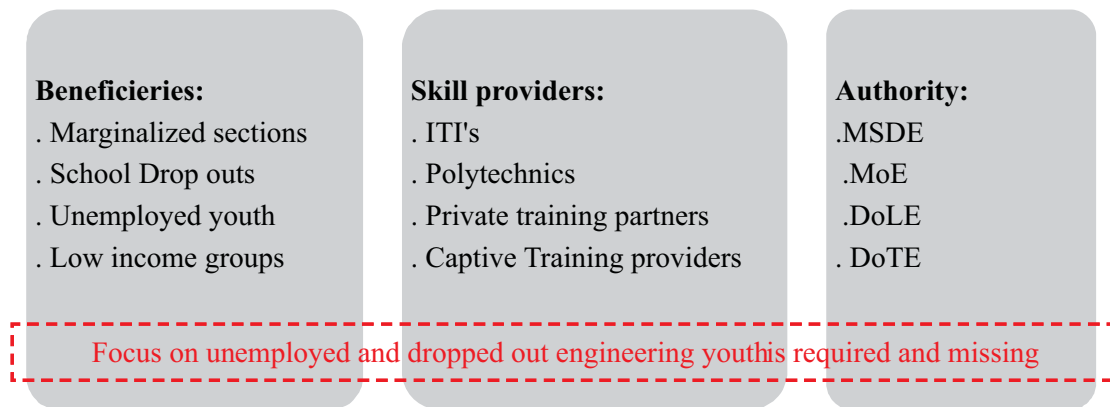 Beneficieries:
. Marginalized sections
. School Drop outs
. Unemployed youth
. Low income groups
Skill providers:
. ITI's
. Polytechnics
. Private training partners
. Captive Training providers
Authority:
.MSDE
.MoE
.DoLE
. DoTE
Focus on unemployed and dropped out engineering youthis required and missing